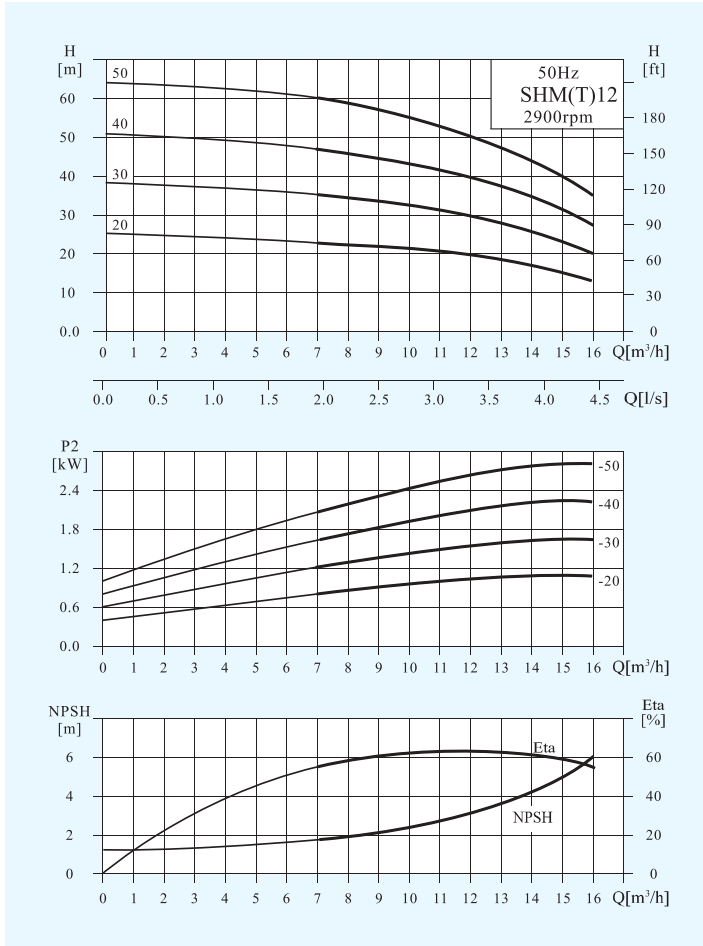 H
[m]
H
[ft]
50Hz
SHM(T)12
2900rpm
50
40
30
20
60
50
40
30
20
10
0.0
180
150
120
90
60
30
0
0 1 2 3 4 5 6 7 8 9 10 11 12 13 14 15 16 Q[m³/h]
0.0 0.5 1.0 1.5 2.0 2.5 3.0 3.5 4.0 4.5 Q[l/s]
P2
[kW]
2.4
1.8
1.2
0.6
0.0
-50
-40
-30
-20
0 1 2 3 4 5 6 7 8 9 10 11 12 13 14 15 16 Q[m³/h]
NPSH
[m]
Eta
[%]
6
4
2
0
Eta
NPSH
60
40
20
0
0 1 2 3 4 5 6 7 8 9 10 11 12 13 14 15 16 Q[m³/h]